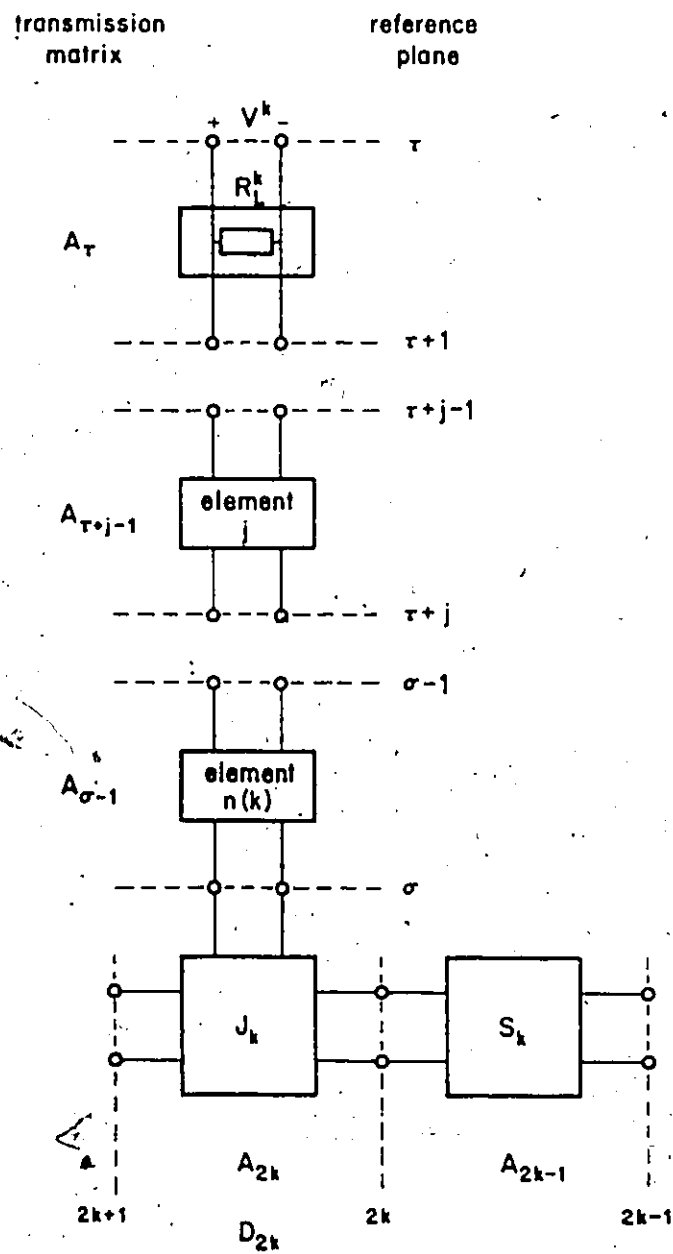 transmission matrix
reference plane
+ V^k -
τ
R_L^k
A_τ
τ+1
τ+j-1
element
A_τ+j-1
j
τ+j
σ-1
element
A_σ-1
n(k)
σ
J_k
S_k
A_2k
A_2k-1
2k+1
2k
2k-1
D_2k